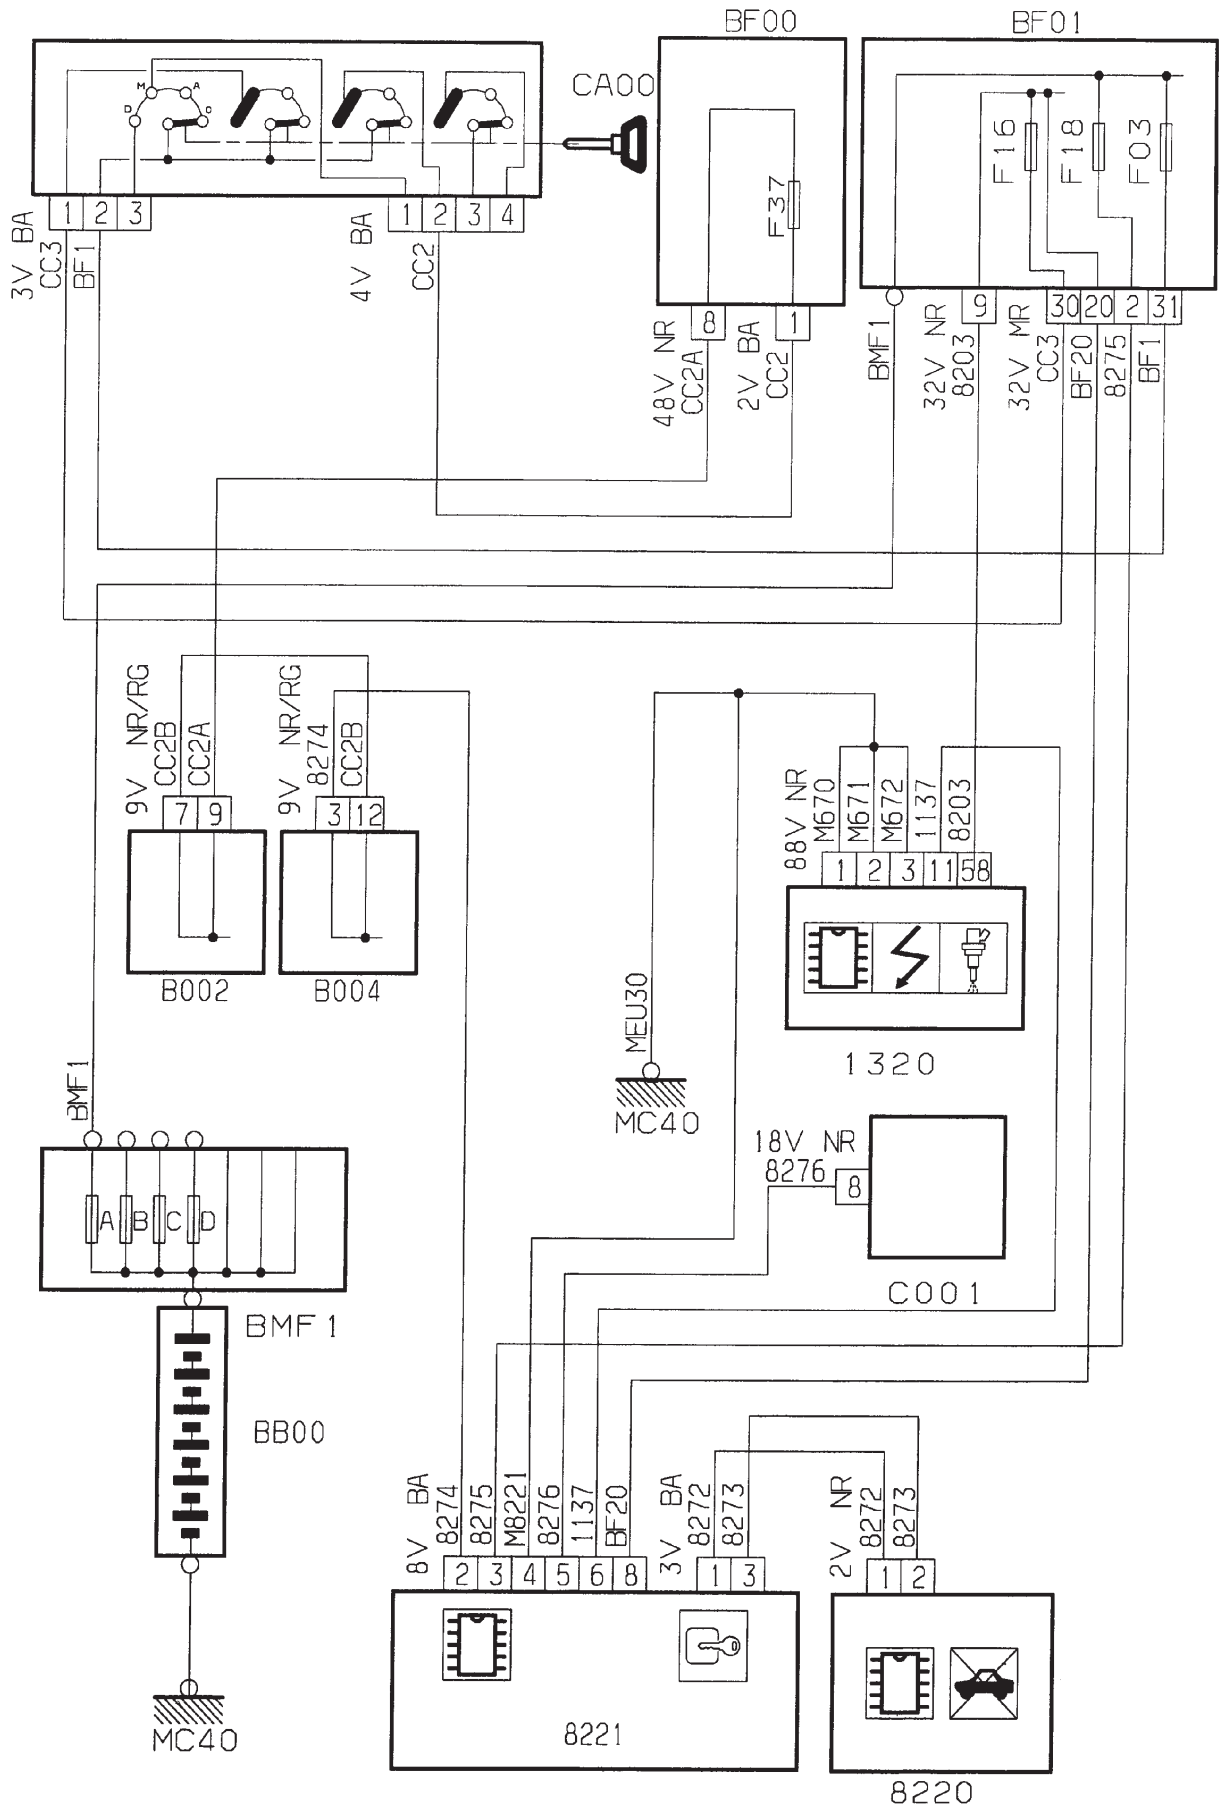 BF00
BF01
CA00
M
A
D
C
F37
F16
F18
F03
1 2 3
1 2 3 4
3V BA
CC3
BF1
4V BA
CC2
8
1
48V NR
CC2A
2V BA
CC2
BMF1
9
30 20 2 31
32V NR
8203
32V MR
CC3
BF20
8275
BF1
9V NR/RG
CC2B
CC2A
7 9
B002
9V NR/RG
8274
CC2B
3 12
B004
88V NR
M670
M671
M672
1137
8203
1 2 3 11 58
1320
MEU30
MC40
18V NR
8276
8
C001
BMF1
A B C D
BMF1
BB00
MC40
8V BA
8274
8275
M8221
8276
1137
BF20
2 3 4 5 6 8
3V BA
8272
8273
1 3
8221
2V NR
8272
8273
1 2
8220